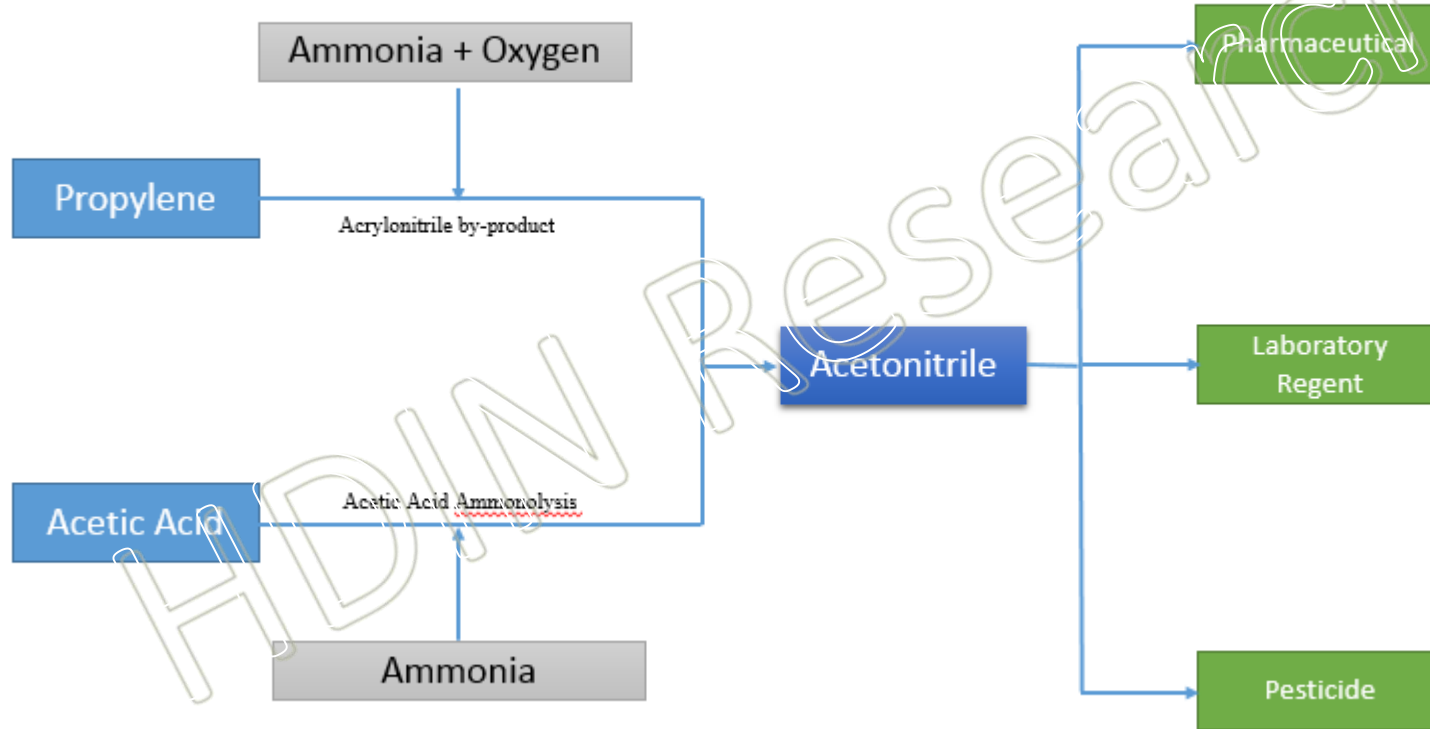 Ammonia + Oxygen
Pharmaceutical
Propylene
Acrylonitrile by-product
Acetonitrile
Laboratory
Regent
Acetic Acid Ammonolysis
Acetic Acid
Ammonia
Pesticide
HDIN Research